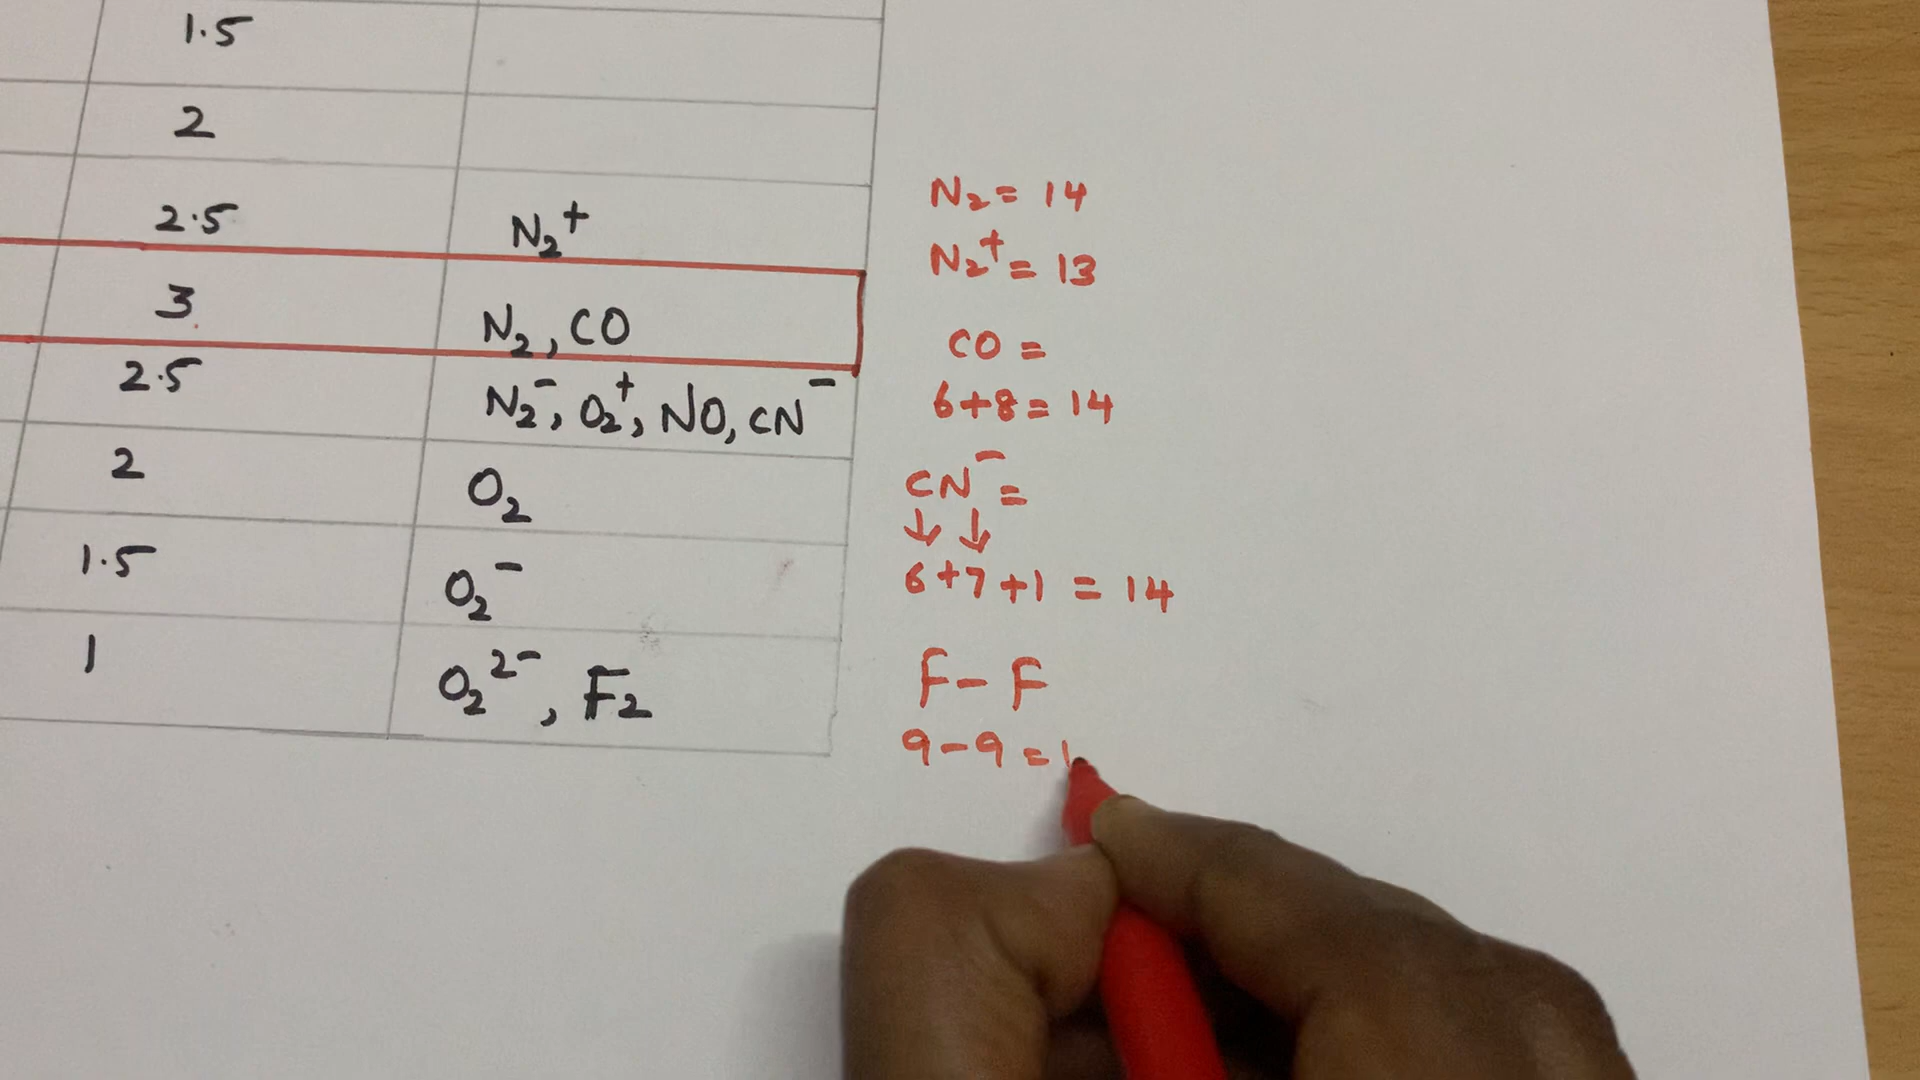 1.5
2
2.5 N₂⁺
3 N₂, CO
2.5 N₂⁻, O₂⁺, NO, CN⁻
2 O₂
1.5 O₂⁻
1 O₂²⁻, F₂
N₂ = 14
N₂⁺ = 13
CO =
6+8 = 14
CN⁻ =
↓ ↓
6+7+1 = 14
F-F
9-9 = 1